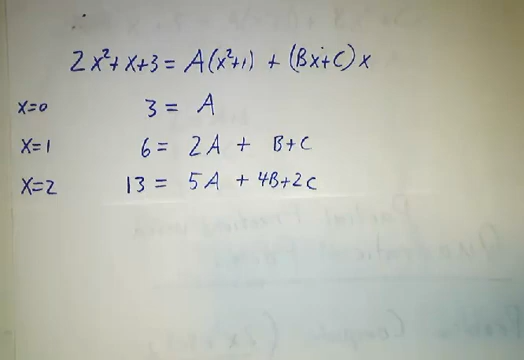 2x²+x+3 = A(x²+1) + (Bx+C)x
x=0 3 = A
x=1 6 = 2A + B+C
x=2 13 = 5A + 4B+2C